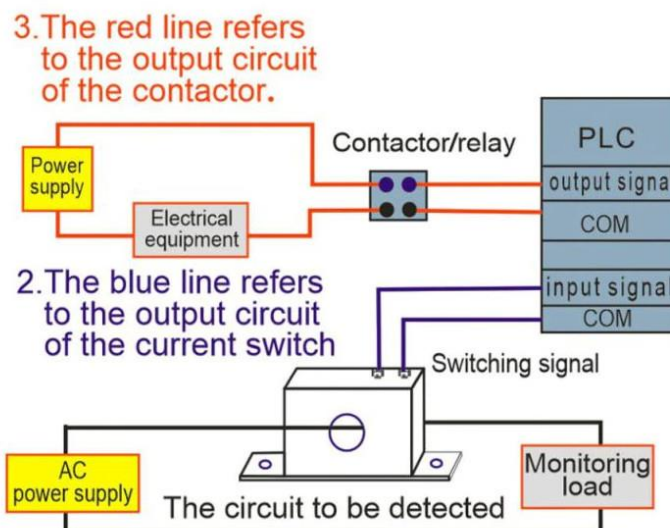 3.The red line refers
to the output circuit
of the contactor.
Contactor/relay
PLC
Power
supply
output signal
Electrical
equipment
COM
2.The blue line refers
to the output circuit
of the current switch
input signal
COM
Switching signal
AC
power supply
Monitoring
load
The circuit to be detected